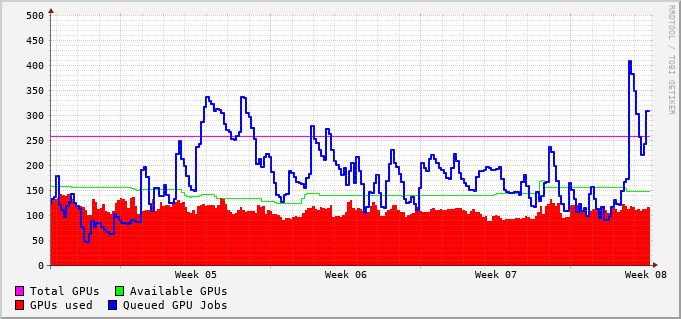 500
450
400
350
300
250
200
150
100
50
0
Week 05 Week 06 Week 07 Week 08
Total GPUs Available GPUs
GPUs used Queued GPU Jobs
RRDTOOL / TOBI OETIKER